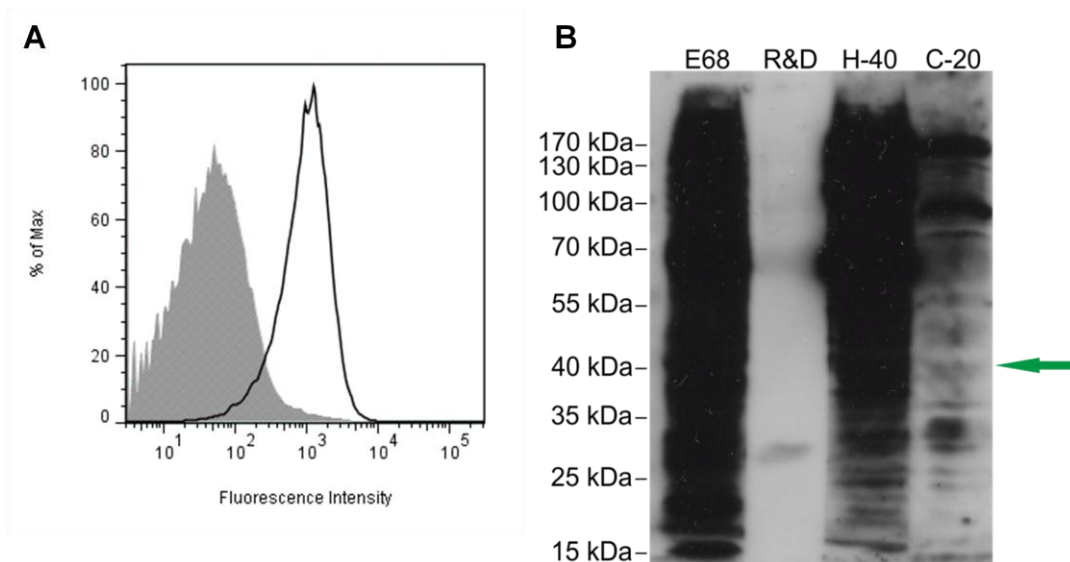 A
100
80
60
40
20
0
% of Max
10^1 10^2 10^3 10^4 10^5
Fluorescence Intensity
B
E68 R&D H-40 C-20
170 kDa
130 kDa
100 kDa
70 kDa
55 kDa
40 kDa
35 kDa
25 kDa
15 kDa